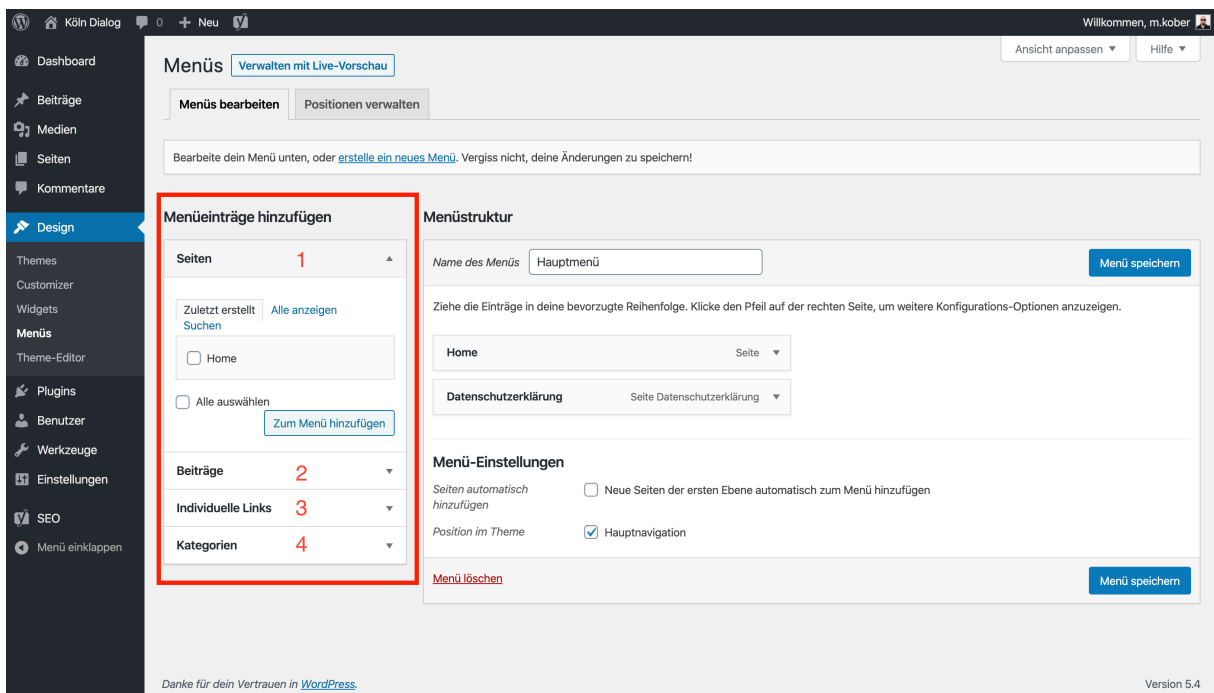 Köln Dialog 0 Neu Willkommen, m.kober
Ansicht anpassen Hilfe
Dashboard
Beiträge
Medien
Seiten
Kommentare
Design
Themes
Customizer
Widgets
Menüs
Theme-Editor
Plugins
Benutzer
Werkzeuge
Einstellungen
SEO
Menü einklappen
Menüs Verwalten mit Live-Vorschau
Menüs bearbeiten Positionen verwalten
Bearbeite dein Menü unten, oder erstelle ein neues Menü. Vergiss nicht, deine Änderungen zu speichern!
Menüeinträge hinzufügen
Seiten 1
Zuletzt erstellt Alle anzeigen
Suchen
Home
Alle auswählen
Zum Menü hinzufügen
Beiträge 2
Individuelle Links 3
Kategorien 4
Menüstruktur
Name des Menüs Hauptmenü Menü speichern
Ziehe die Einträge in deine bevorzugte Reihenfolge. Klicke den Pfeil auf der rechten Seite, um weitere Konfigurations-Optionen anzuzeigen.
Home Seite
Datenschutzerklärung Seite Datenschutzerklärung
Menü-Einstellungen
Seiten automatisch
hinzufügen
Neue Seiten der ersten Ebene automatisch zum Menü hinzufügen
Position im Theme Hauptnavigation
Menü löschen Menü speichern
Danke für dein Vertrauen in WordPress. Version 5.4